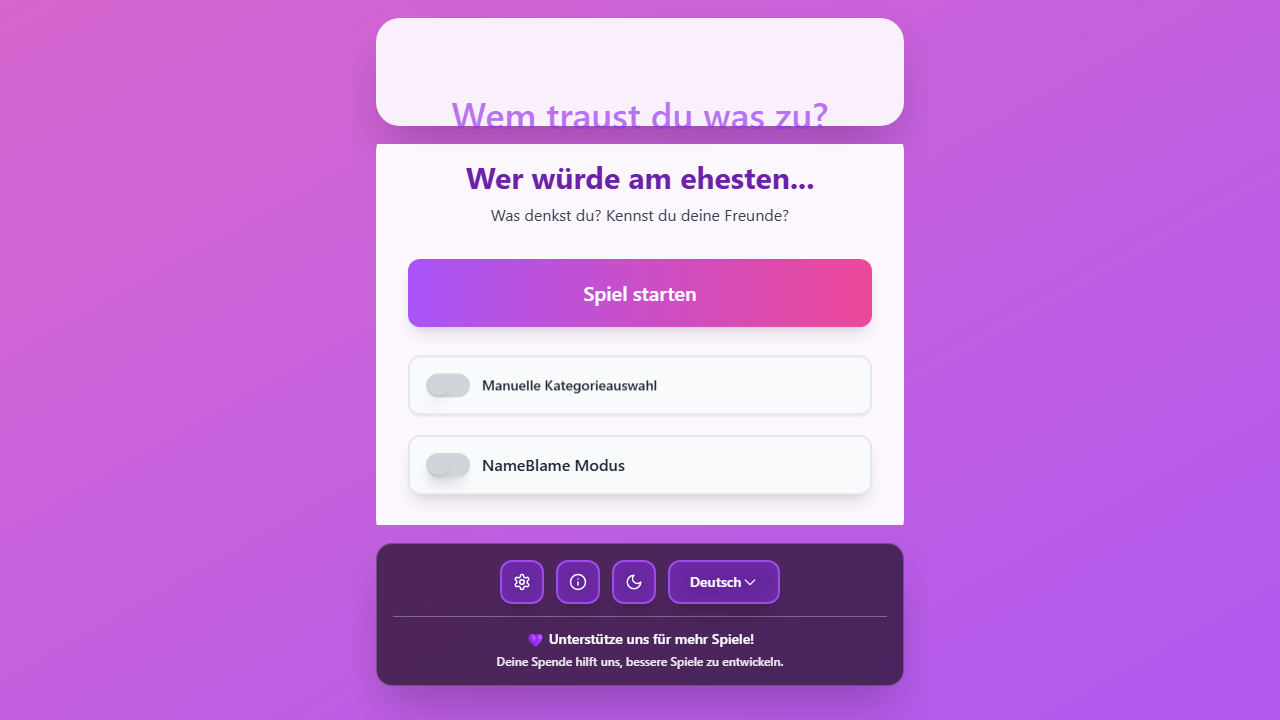 Wem traust du was zu?
Wer würde am ehesten...
Was denkst du? Kennst du deine Freunde?
Spiel starten
Manuelle Kategorieauswahl
NameBlame Modus
Deutsch
💜 Unterstütze uns für mehr Spiele!
Deine Spende hilft uns, bessere Spiele zu entwickeln.